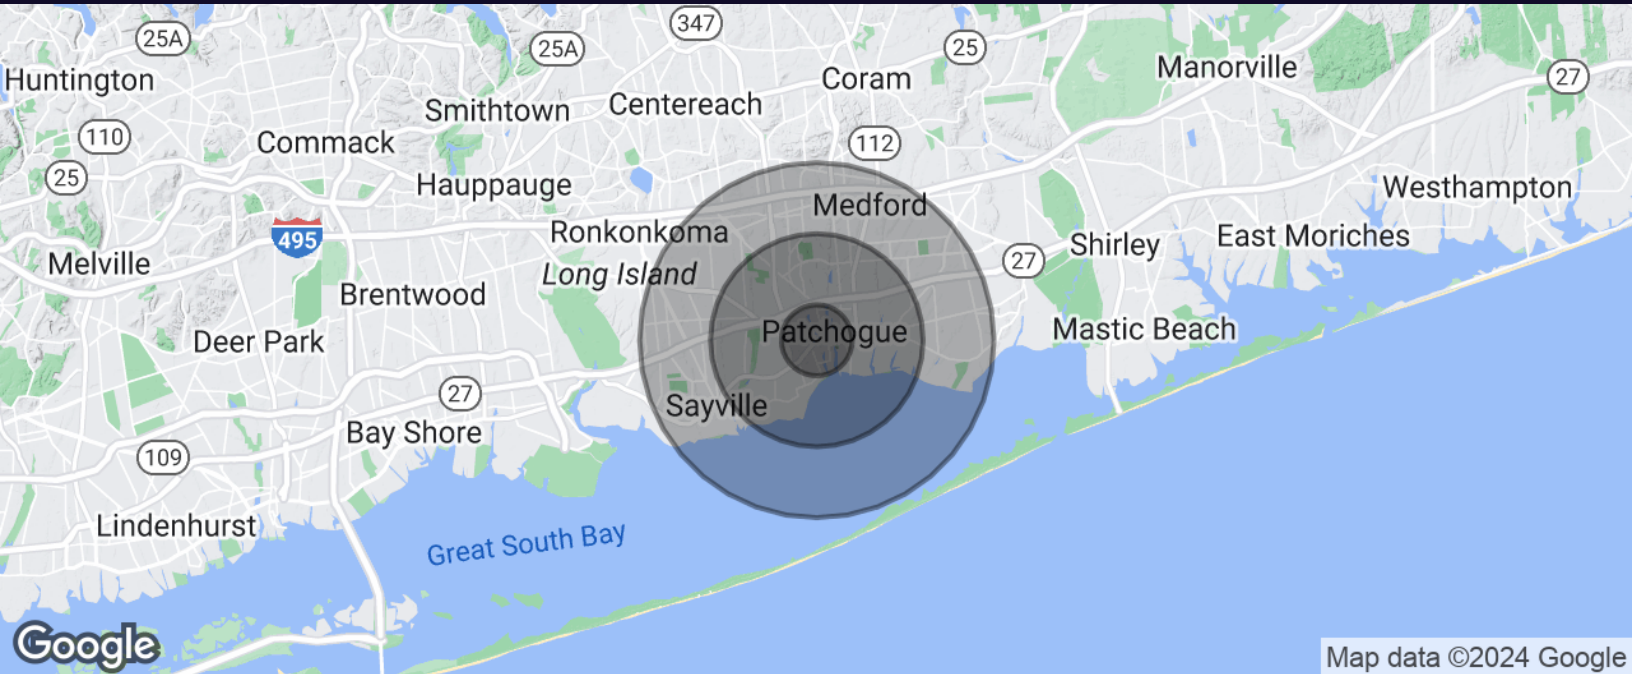 347
25A
25A
25
Manorville
27
Huntington
Coram
Smithtown
Centereach
110
Commack
112
25
Hauppauge
Westhampton
Medford
Ronkonkoma
495
East Moriches
Shirley
Melville
27
Long Island
Brentwood
Patchogue
Mastic Beach
Deer Park
27
Sayville
Bay Shore
109
Lindenhurst
Great South Bay
Google
Map data ©2024 Google